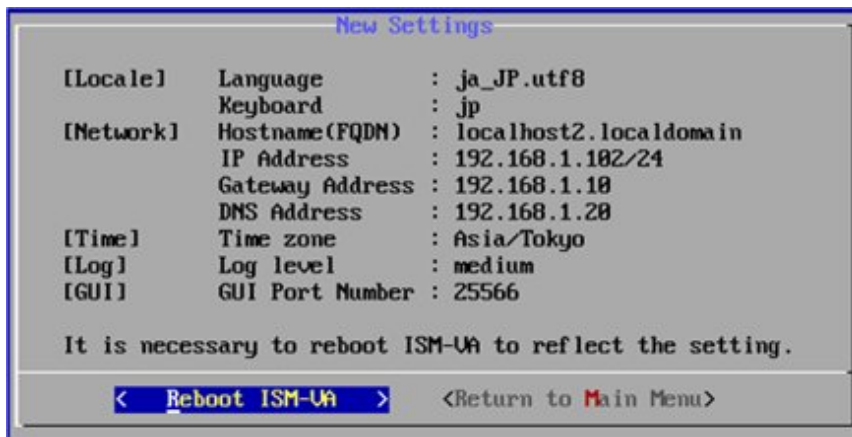 New Settings
[Locale] Language : ja_JP.utf8
Keyboard : jp
[Network] Hostname(FQDN) : localhost2.localdomain
IP Address : 192.168.1.102/24
Gateway Address : 192.168.1.10
DNS Address : 192.168.1.20
[Time] Time zone : Asia/Tokyo
[Log] Log level : medium
[GUI] GUI Port Number : 25566
It is necessary to reboot ISM-VA to reflect the setting.
< Reboot ISM-VA > <Return to Main Menu>